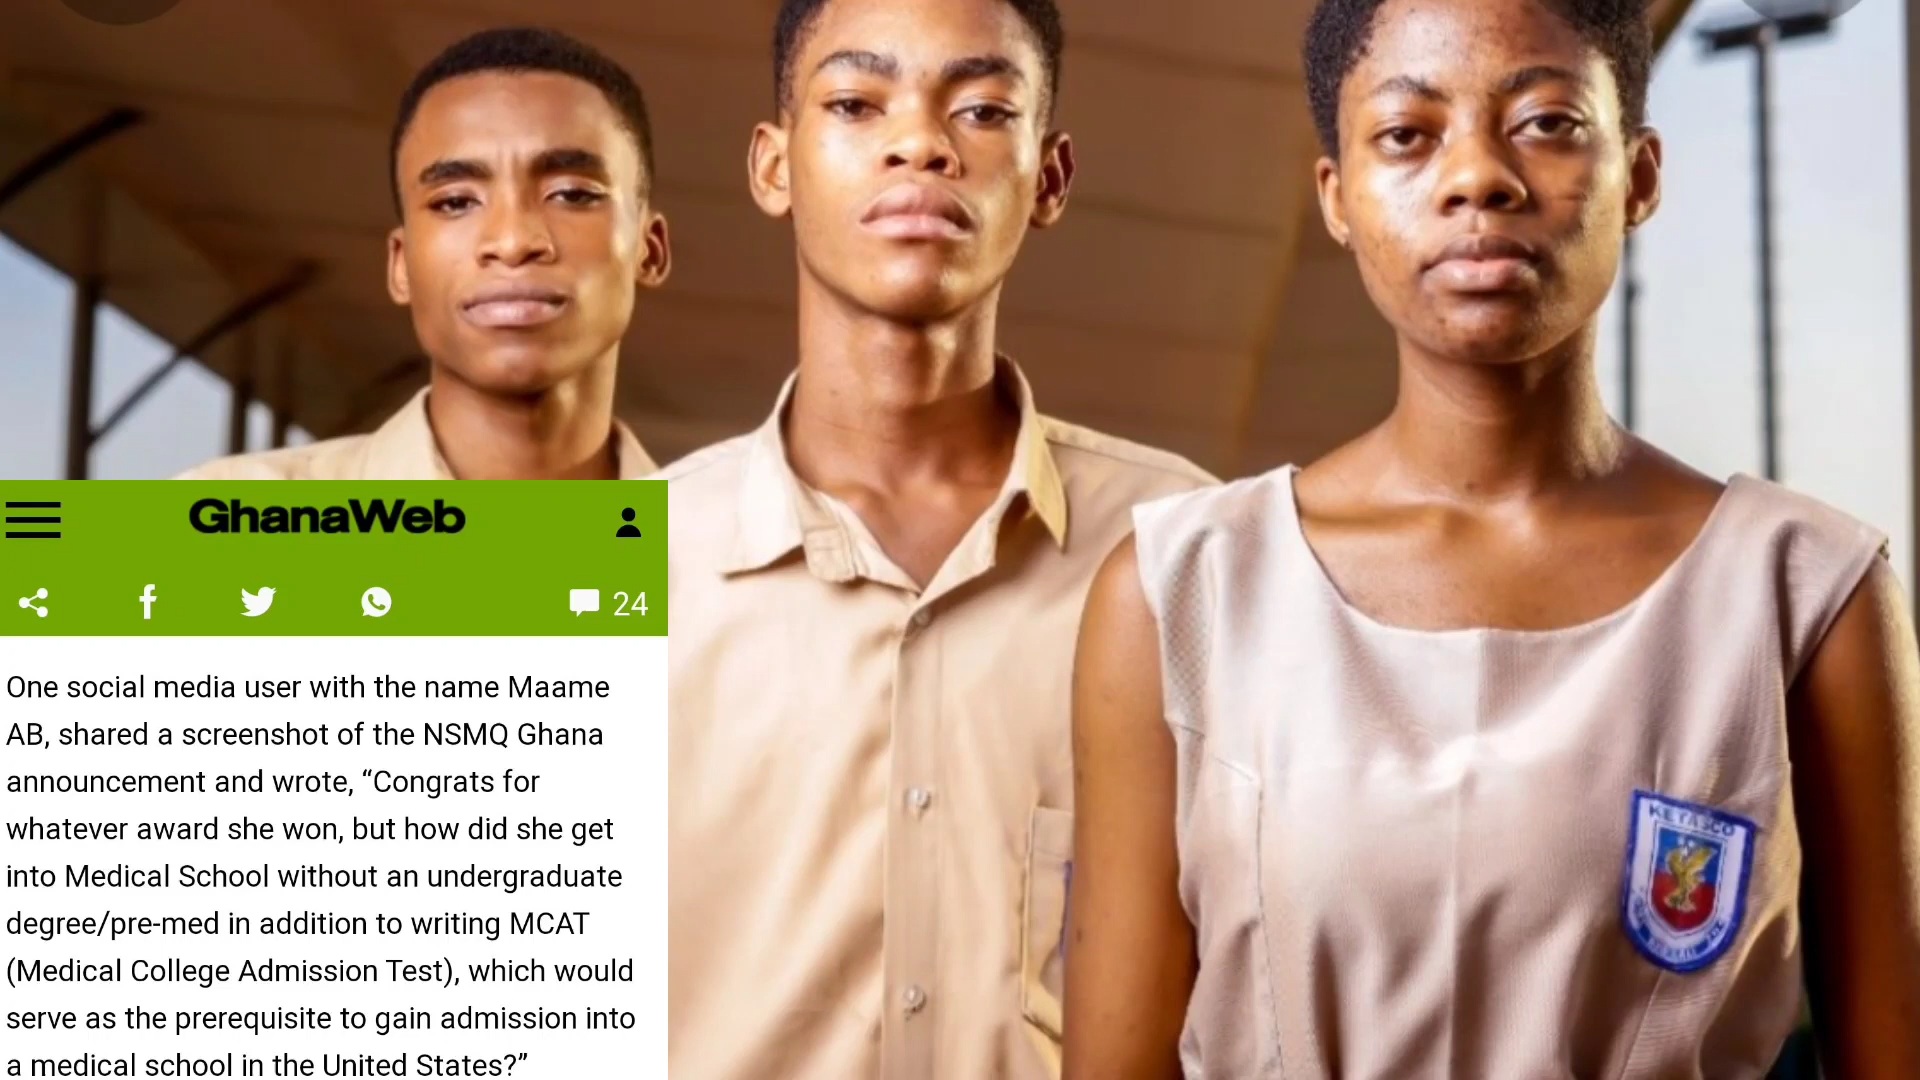 GhanaWeb
24
One social media user with the name Maame
AB, shared a screenshot of the NSMQ Ghana
announcement and wrote, “Congrats for
whatever award she won, but how did she get
into Medical School without an undergraduate
degree/pre-med in addition to writing MCAT
(Medical College Admission Test), which would
serve as the prerequisite to gain admission into
a medical school in the United States?”
KETASCO